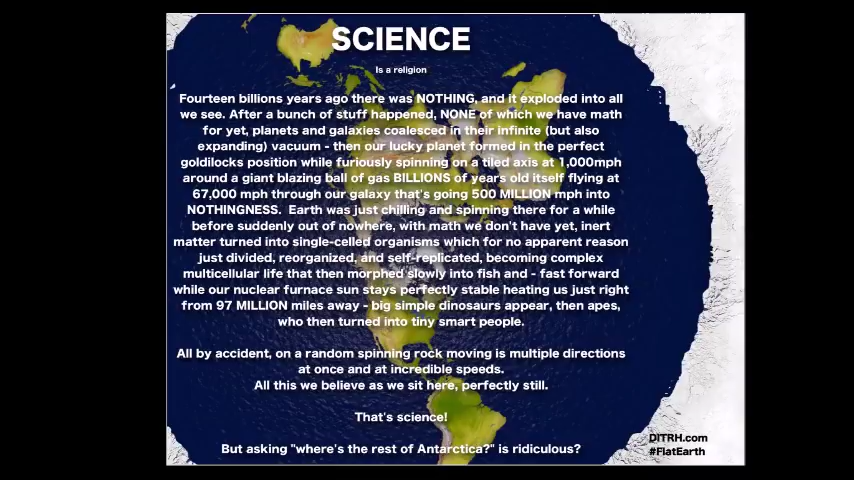 SCIENCE
Is a religion
Fourteen billions years ago there was NOTHING, and it exploded into all
we see. After a bunch of stuff happened, NONE of which we have math
for yet, planets and galaxies coalesced in their infinite (but also
expanding) vacuum - then our lucky planet formed in the perfect
goldilocks position while furiously spinning on a tiled axis at 1,000mph
around a giant blazing ball of gas BILLIONS of years old itself flying at
67,000 mph through our galaxy that's going 500 MILLION mph into
NOTHINGNESS. Earth was just chilling and spinning there for a while
before suddenly out of nowhere, with math we don't have yet, inert
matter turned into single-celled organisms which for no apparent reason
just divided, reorganized, and self-replicated, becoming complex
multicellular life that then morphed slowly into fish and - fast forward
while our nuclear furnace sun stays perfectly stable heating us just right
from 97 MILLION miles away - big simple dinosaurs appear, then apes,
who then turned into tiny smart people.
All by accident, on a random spinning rock moving is multiple directions
at once and at incredible speeds.
All this we believe as we sit here, perfectly still.
That's science!
But asking "where's the rest of Antarctica?" is ridiculous?
DITRH.com
#FlatEarth